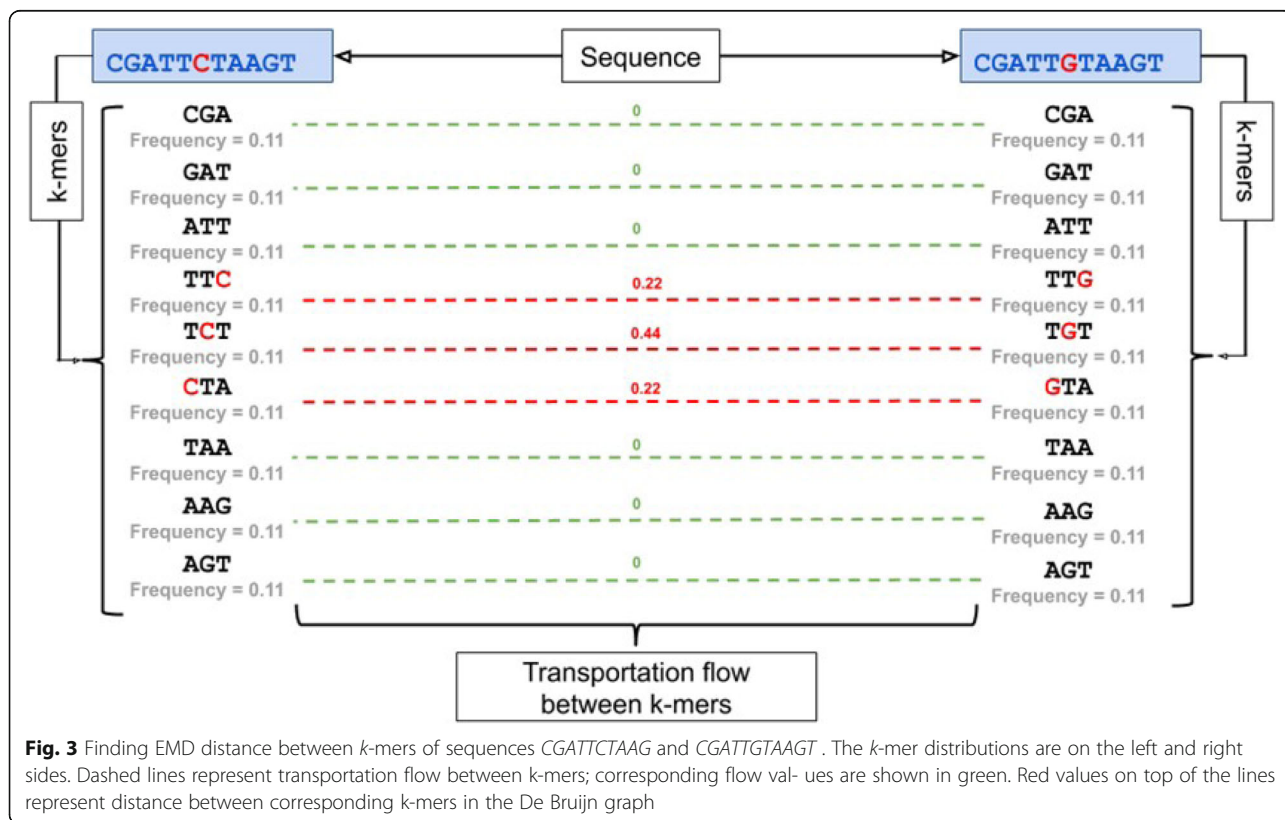 CGATTCTAAGT
Sequence
CGATTGTAAGT
k-mers
k-mers
CGA
0
CGA
Frequency = 0.11
Frequency = 0.11
GAT
0
GAT
Frequency = 0.11
Frequency = 0.11
ATT
0
ATT
Frequency = 0.11
Frequency = 0.11
TTC
0.22
TTG
Frequency = 0.11
Frequency = 0.11
TCT
0.44
TGT
Frequency = 0.11
Frequency = 0.11
CTA
0.22
GTA
Frequency = 0.11
Frequency = 0.11
TAA
0
TAA
Frequency = 0.11
Frequency = 0.11
AAG
0
AAG
Frequency = 0.11
Frequency = 0.11
AGT
0
AGT
Frequency = 0.11
Frequency = 0.11
Transportation flow
between k-mers
Fig. 3 Finding EMD distance between k-mers of sequences CGATTCTAAG and CGATTGTAAGT . The k-mer distributions are on the left and right
sides. Dashed lines represent transportation flow between k-mers; corresponding flow val- ues are shown in green. Red values on top of the lines
represent distance between corresponding k-mers in the De Bruijn graph